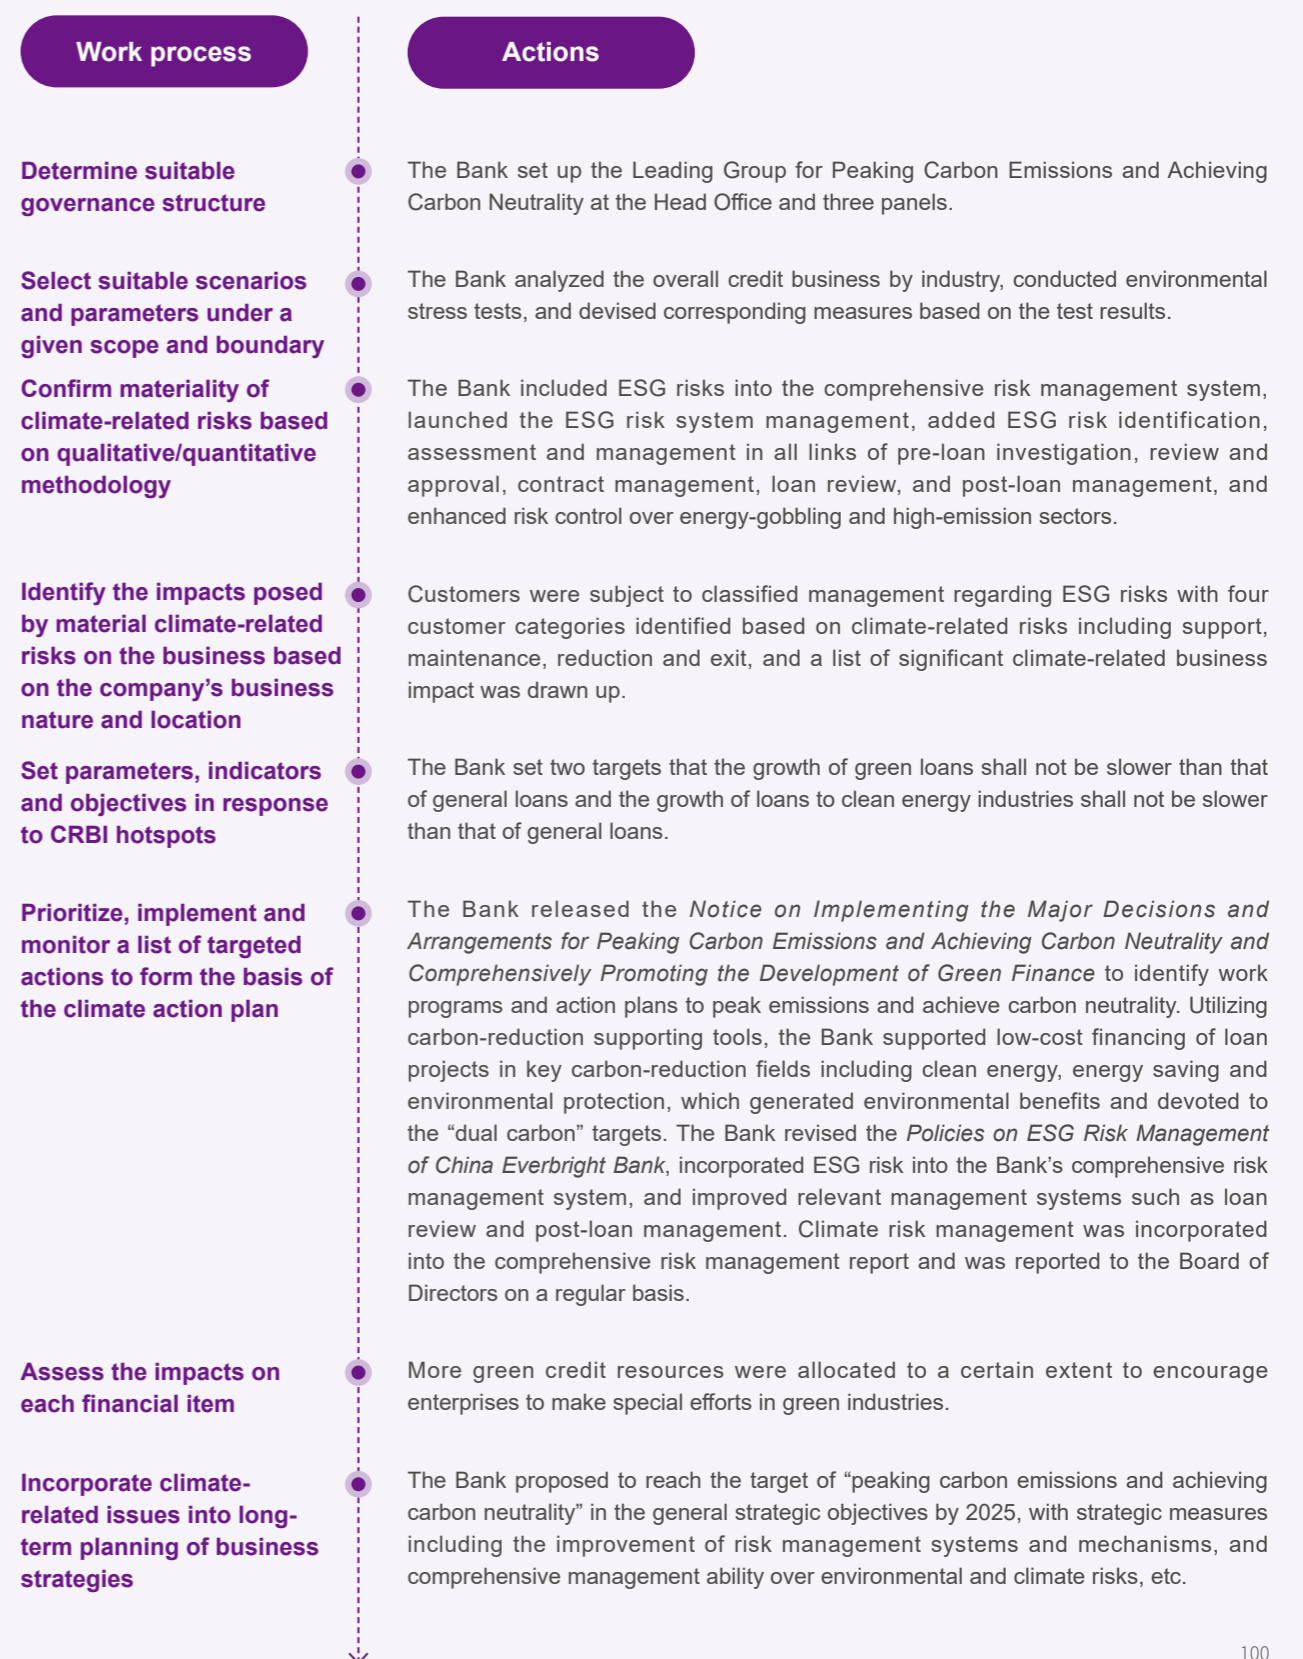 Work process
Actions
Determine suitable
governance structure
The Bank set up the Leading Group for Peaking Carbon Emissions and Achieving
Carbon Neutrality at the Head Office and three panels.
Select suitable scenarios
and parameters under a
given scope and boundary
The Bank analyzed the overall credit business by industry, conducted environmental
stress tests, and devised corresponding measures based on the test results.
Confirm materiality of
climate-related risks based
on qualitative/quantitative
methodology
The Bank included ESG risks into the comprehensive risk management system,
launched the ESG risk system management, added ESG risk identification,
assessment and management in all links of pre-loan investigation, review and
approval, contract management, loan review, and post-loan management, and
enhanced risk control over energy-gobbling and high-emission sectors.
Identify the impacts posed
by material climate-related
risks on the business based
on the company’s business
nature and location
Customers were subject to classified management regarding ESG risks with four
customer categories identified based on climate-related risks including support,
maintenance, reduction and exit, and a list of significant climate-related business
impact was drawn up.
Set parameters, indicators
and objectives in response
to CRBI hotspots
The Bank set two targets that the growth of green loans shall not be slower than that
of general loans and the growth of loans to clean energy industries shall not be slower
than that of general loans.
Prioritize, implement and
monitor a list of targeted
actions to form the basis of
the climate action plan
The Bank released the Notice on Implementing the Major Decisions and
Arrangements for Peaking Carbon Emissions and Achieving Carbon Neutrality and
Comprehensively Promoting the Development of Green Finance to identify work
programs and action plans to peak emissions and achieve carbon neutrality. Utilizing
carbon-reduction supporting tools, the Bank supported low-cost financing of loan
projects in key carbon-reduction fields including clean energy, energy saving and
environmental protection, which generated environmental benefits and devoted to
the “dual carbon” targets. The Bank revised the Policies on ESG Risk Management
of China Everbright Bank, incorporated ESG risk into the Bank’s comprehensive risk
management system, and improved relevant management systems such as loan
review and post-loan management. Climate risk management was incorporated
into the comprehensive risk management report and was reported to the Board of
Directors on a regular basis.
Assess the impacts on
each financial item
More green credit resources were allocated to a certain extent to encourage
enterprises to make special efforts in green industries.
Incorporate climate-
related issues into long-
term planning of business
strategies
The Bank proposed to reach the target of “peaking carbon emissions and achieving
carbon neutrality” in the general strategic objectives by 2025, with strategic measures
including the improvement of risk management systems and mechanisms, and
comprehensive management ability over environmental and climate risks, etc.
100